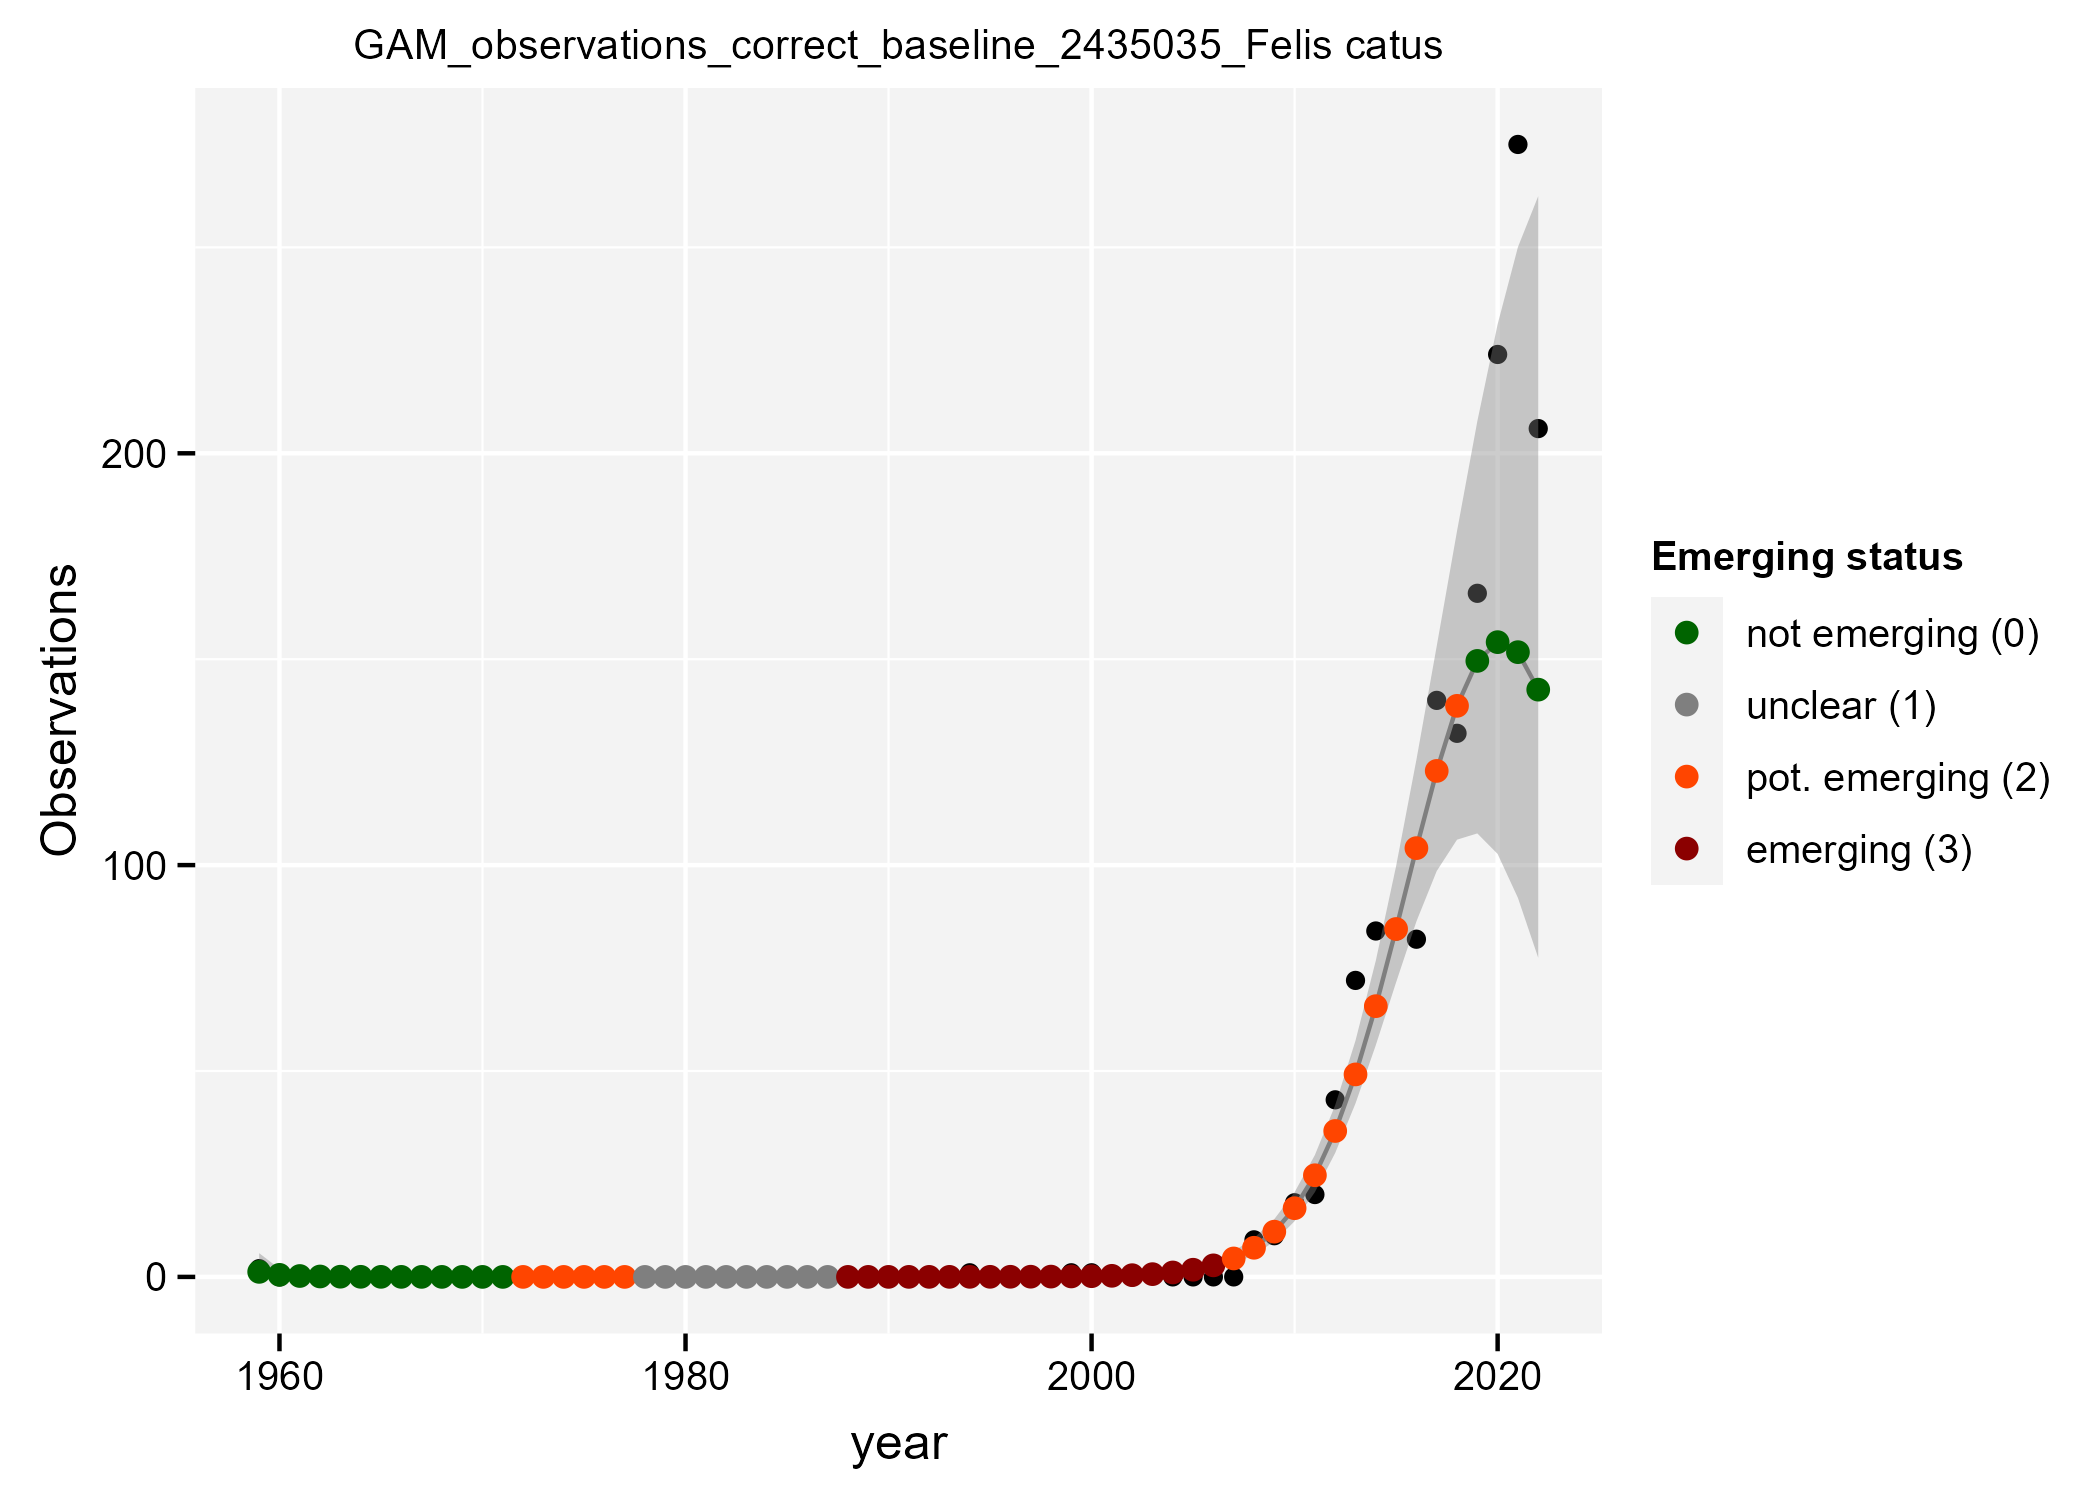 GAM_observations_correct_baseline_2435035_Felis catus
Observations
200
100
0
1960
1980
2000
2020
year
Emerging status
not emerging (0)
unclear (1)
pot. emerging (2)
emerging (3)